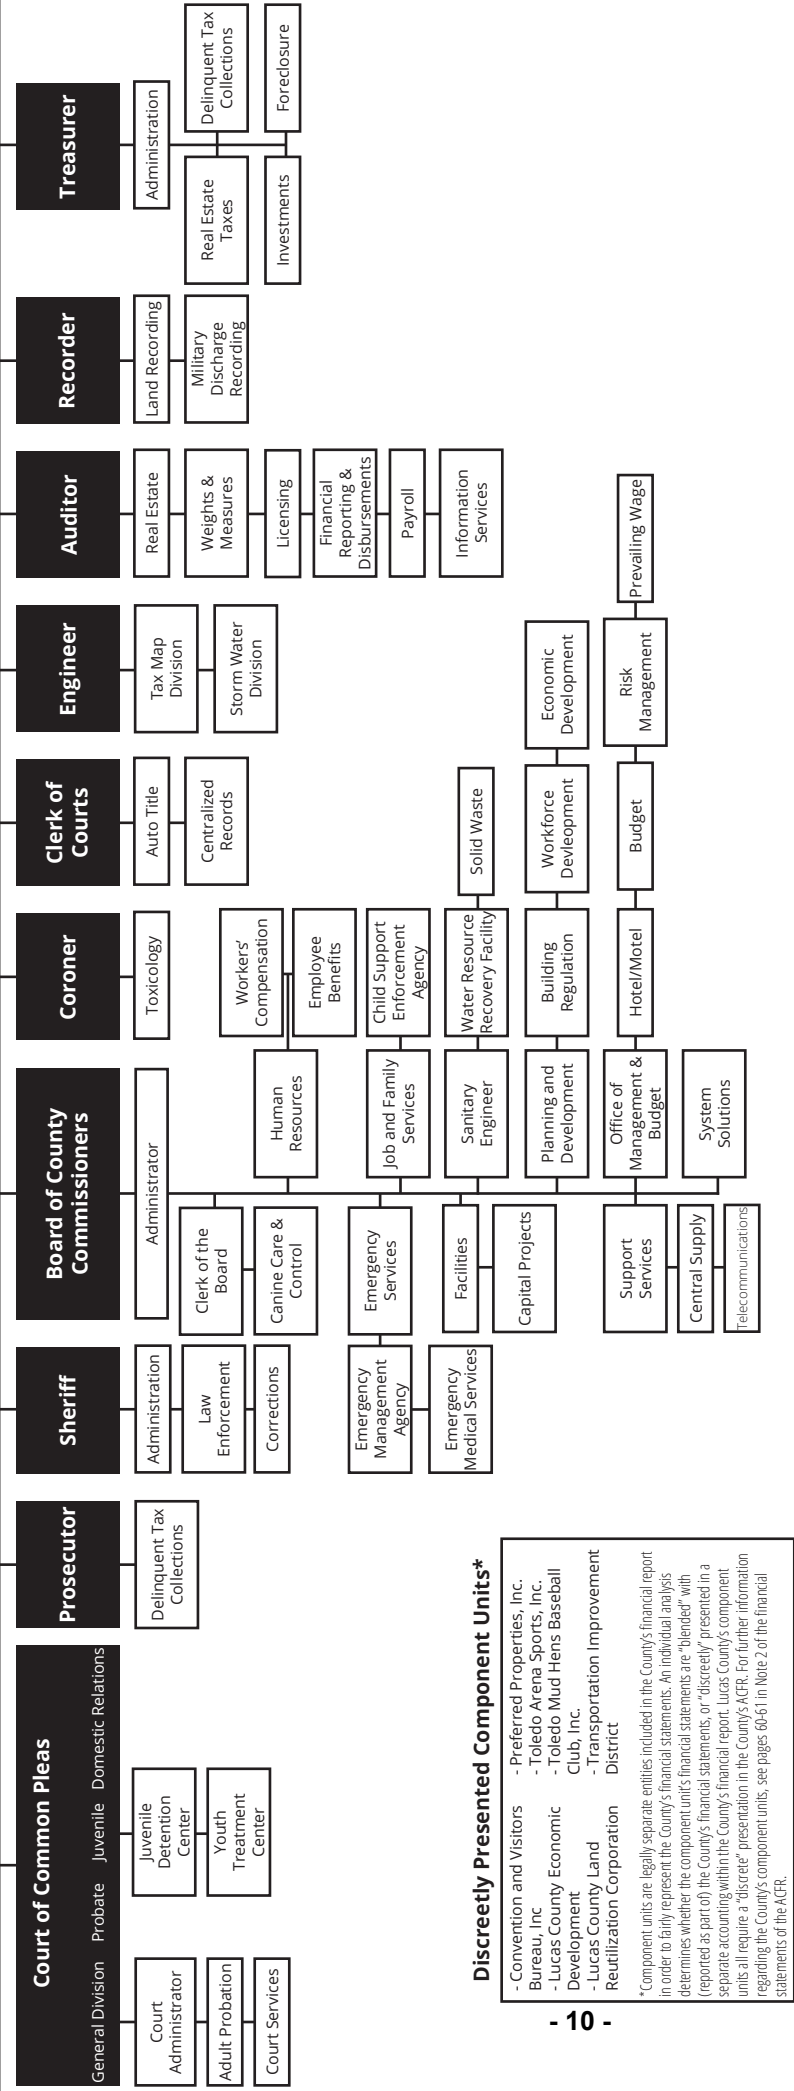 Court of Common Pleas
General Division
Probate
Juvenile
Domestic Relations
Court
Administrator
Adult Probation
Court Services
Juvenile
Detention
Center
Youth
Treatment
Center
Prosecutor
Delinquent Tax
Collections
Sheriff
Administration
Law
Enforcement
Corrections
Board of County
Commissioners
Administrator
Clerk of the
Board
Canine Care &
Control
Emergency
Services
Emergency
Management
Agency
Emergency
Medical Services
Facilities
Capital Projects
Support
Services
Central Supply
Telecommunications
Human
Resources
Workers'
Compensation
Employee
Benefits
Job and Family
Services
Child Support
Enforcement
Agency
Sanitary
Engineer
Water Resource
Recovery Facility
Solid Waste
Planning and
Development
Building
Regulation
Workforce
Devleopment
Economic
Development
Office of
Management &
Budget
Hotel/Motel
Budget
Risk
Management
Prevailing Wage
System
Solutions
Coroner
Toxicology
Clerk of
Courts
Auto Title
Centralized
Records
Engineer
Tax Map
Division
Storm Water
Division
Auditor
Real Estate
Weights &
Measures
Licensing
Financial
Reporting &
Disbursements
Payroll
Information
Services
Recorder
Land Recording
Military
Discharge
Recording
Treasurer
Administration
Real Estate
Taxes
Delinquent Tax
Collections
Investments
Foreclosure
Discreetly Presented Component Units*
- Convention and Visitors
Bureau, Inc
- Lucas County Economic
Development
- Lucas County Land
Reutilization Corporation
- Preferred Properties, Inc.
- Toledo Arena Sports, Inc.
- Toledo Mud Hens Baseball
Club, Inc.
- Transportation Improvement
District
*Component units are legally separate entities included in the County's financial report
in order to fairly represent the County's financial statements. An individual analysis
determines whether the component unit's financial statements are "blended" with
(reported as part of) the County's financial statements, or "discreetly" presented in a
separate accounting within the County's financial report. Lucas County's component
units all require a "discrete" presentation in the County's ACFR. For further information
regarding the County's component units, see pages 60-61 in Note 2 of the financial
statements of the ACFR.
- 10 -